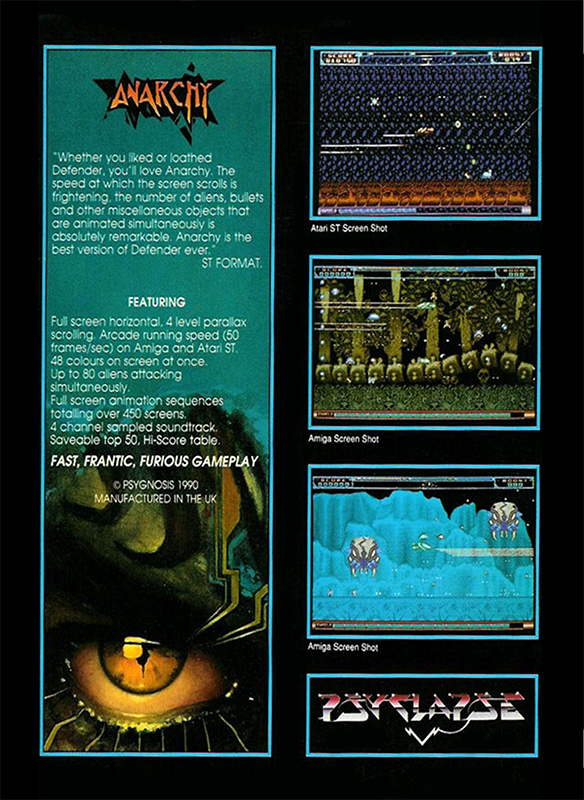 ANARCHY
"Whether you liked or loathed
Defender, you'll love Anarchy. The
speed at which the screen scrolls is
frightening, the number of aliens, bullets
and other miscellaneous objects that
are animated simultaneously is
absolutely remarkable. Anarchy is the
best version of Defender ever."
ST FORMAT.
FEATURING
Full screen horizontal, 4 level parallax
scrolling. Arcade running speed (50
frames/sec) on Amiga and Atari ST.
48 colours on screen at once.
Up to 80 aliens attacking
simultaneously.
Full screen animation sequences
totalling over 450 screens.
4 channel sampled soundtrack.
Saveable top 50, Hi-Score table.
FAST, FRANTIC, FURIOUS GAMEPLAY
© PSYGNOSIS 1990
MANUFACTURED IN THE UK
SCORE
BOOST
Atari ST Screen Shot
SCORE
BOOST
Amiga Screen Shot
SCORE
BOOST
Amiga Screen Shot
PSYCLAPSE